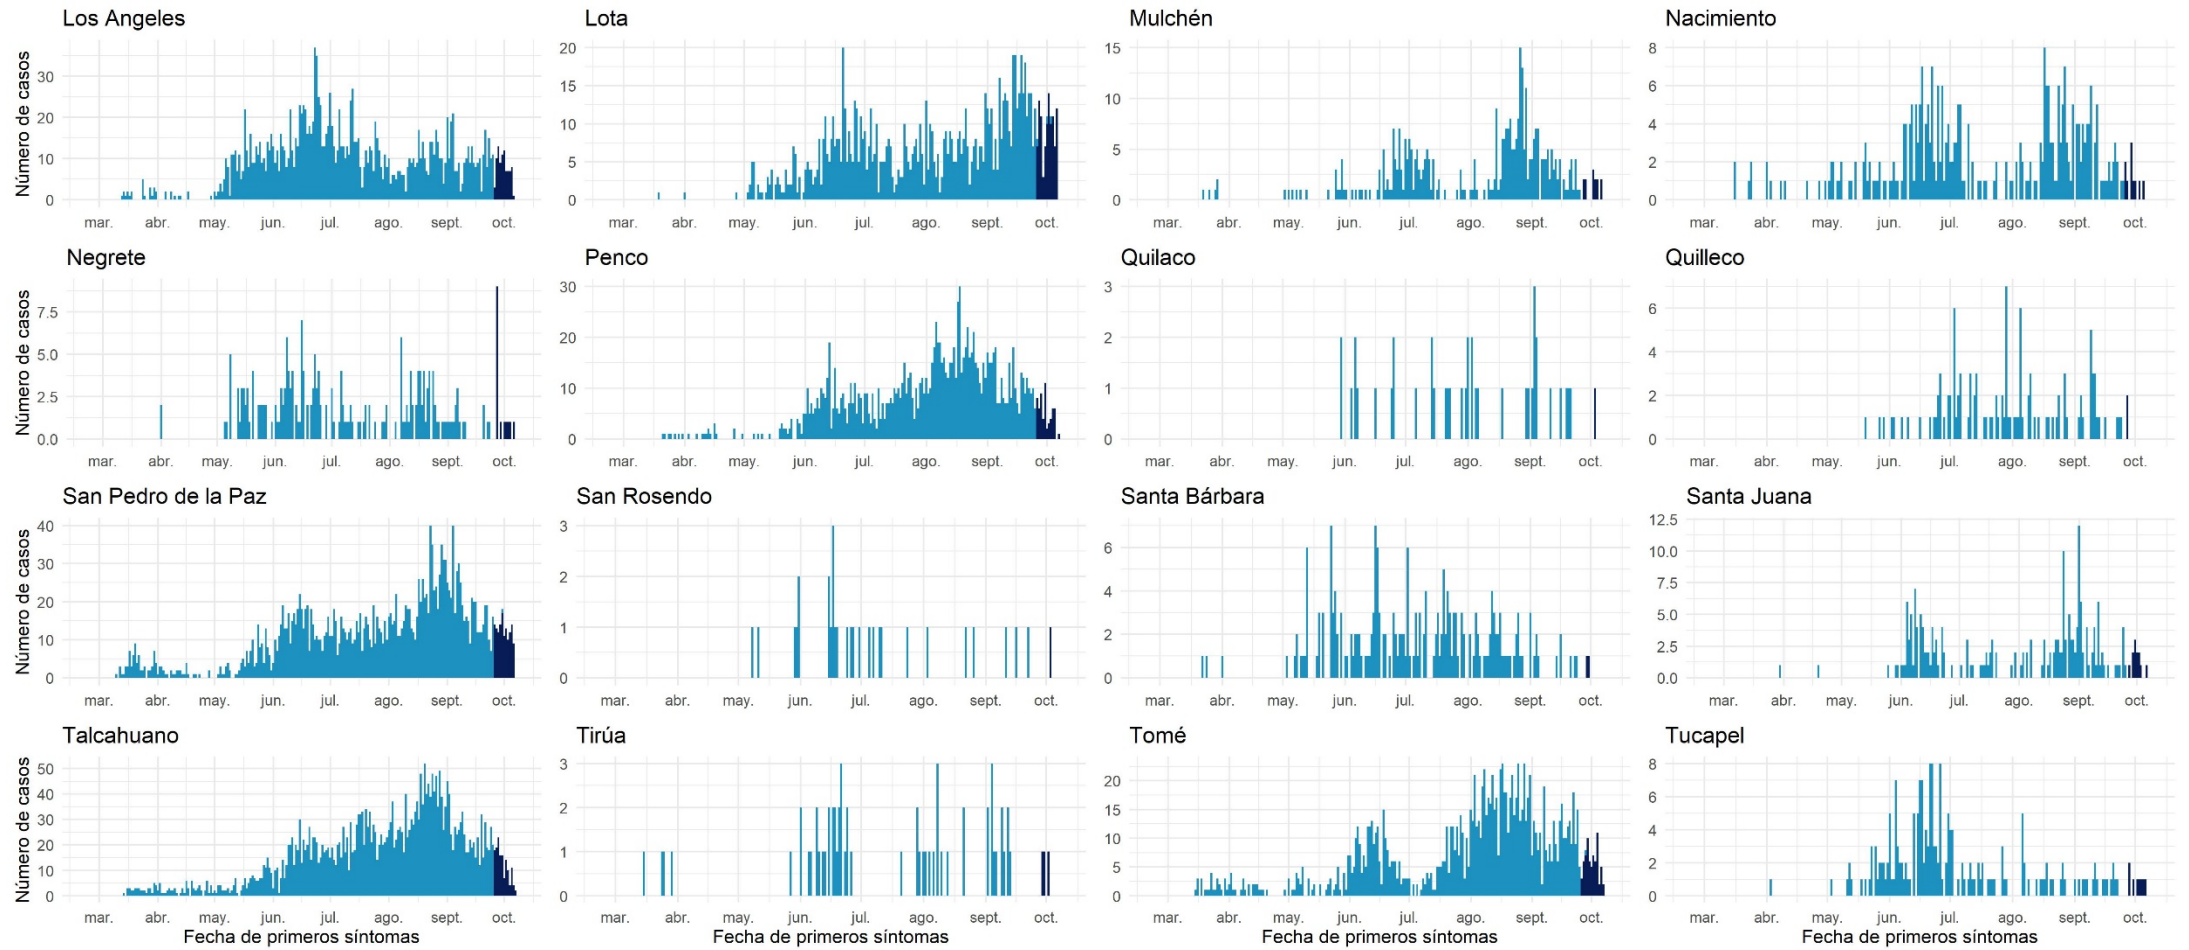 Los Angeles
Lota
Mulchén
Nacimiento
Número de casos
30
20
10
0
20
15
10
5
0
15
10
5
0
8
6
4
2
0
mar. abr. may. jun. jul. ago. sept. oct.
mar. abr. may. jun. jul. ago. sept. oct.
mar. abr. may. jun. jul. ago. sept. oct.
mar. abr. may. jun. jul. ago. sept. oct.
Negrete
Penco
Quilaco
Quilleco
Número de casos
7.5
5.0
2.5
0.0
30
20
10
0
3
2
1
0
6
4
2
0
mar. abr. may. jun. jul. ago. sept. oct.
mar. abr. may. jun. jul. ago. sept. oct.
mar. abr. may. jun. jul. ago. sept. oct.
mar. abr. may. jun. jul. ago. sept. oct.
San Pedro de la Paz
San Rosendo
Santa Bárbara
Santa Juana
Número de casos
40
30
20
10
0
3
2
1
0
6
4
2
0
12.5
10.0
7.5
5.0
2.5
0.0
mar. abr. may. jun. jul. ago. sept. oct.
mar. abr. may. jun. jul. ago. sept. oct.
mar. abr. may. jun. jul. ago. sept. oct.
mar. abr. may. jun. jul. ago. sept. oct.
Talcahuano
Tirúa
Tomé
Tucapel
Número de casos
50
40
30
20
10
0
3
2
1
0
20
15
10
5
0
8
6
4
2
0
mar. abr. may. jun. jul. ago. sept. oct.
mar. abr. may. jun. jul. ago. sept. oct.
mar. abr. may. jun. jul. ago. sept. oct.
mar. abr. may. jun. jul. ago. sept. oct.
Fecha de primeros síntomas
Fecha de primeros síntomas
Fecha de primeros síntomas
Fecha de primeros síntomas